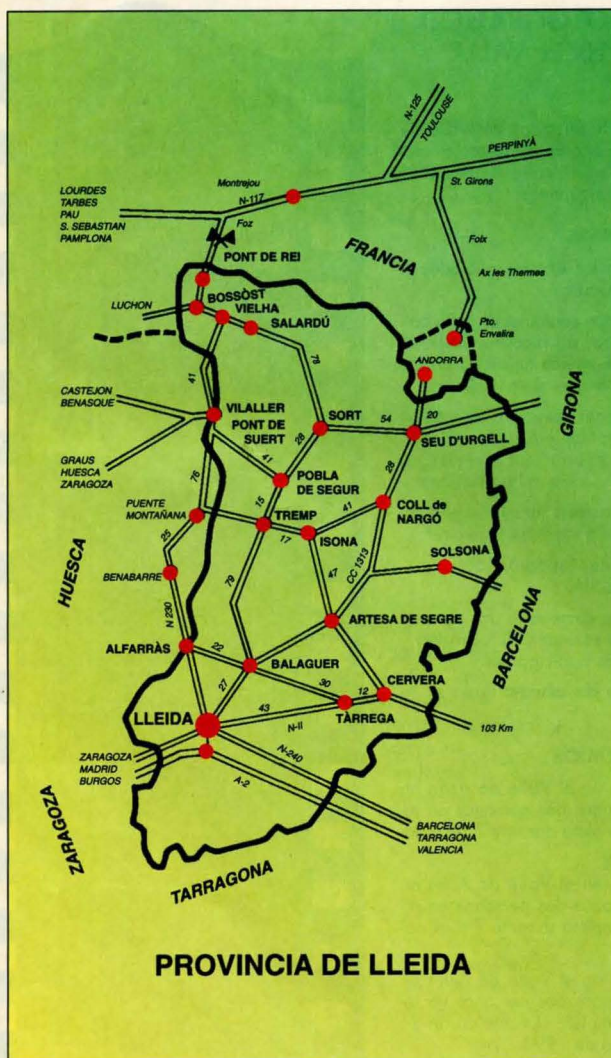 N-125
TOULOUSE
PERPINYÀ
Montrejou
N-117
St. Girons
LOURDES
TARBES
PAU
S. SEBASTIAN
PAMPLONA
Foz
FRANCIA
Foix
PONT DE REI
Ax les Thermes
BOSSÒST
LUCHON
VIELHA
SALARDÚ
Pto.
Envalira
ANDORRA
78
41
CASTEJON
BENASQUE
VILALLER
PONT DE
SUERT
SORT
54
20
SEU D'URGELL
GIRONA
GRAUS
HUESCA
ZARAGOZA
41
28
28
POBLA
DE SEGUR
76
15
41
COLL de
NARGÓ
PUENTE
MONTAÑANA
TREMP
17
ISONA
25
SOLSONA
HUESCA
BENABARRE
79
47
CC 1313
BARCELONA
N 230
ARTESA DE SEGRE
ALFARRÀS
22
BALAGUER
27
30
12
CERVERA
LLEIDA
43
TÀRREGA
N-II
103 Km
N-240
ZARAGOZA
MADRID
BURGOS
A-2
BARCELONA
TARRAGONA
VALENCIA
ZARAGOZA
TARRAGONA
PROVINCIA DE LLEIDA